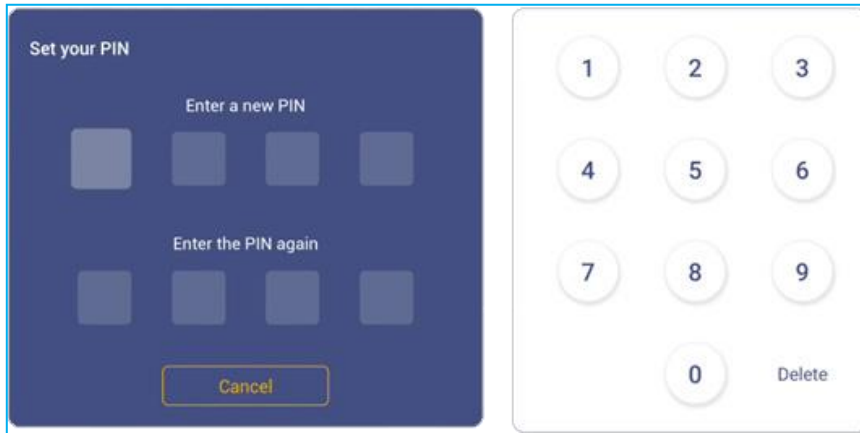 Set your PIN
Enter a new PIN
Enter the PIN again
Cancel
1 2 3
4 5 6
7 8 9
0 Delete